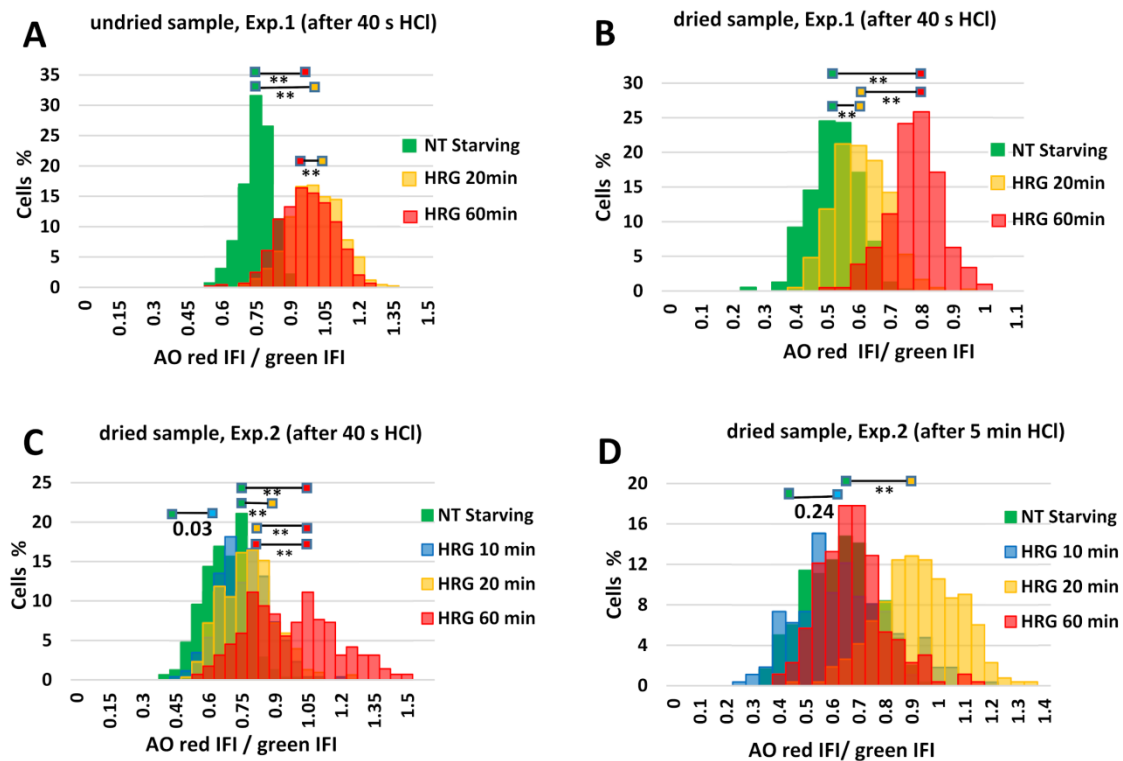 A
undried sample, Exp.1 (after 40 s HCl)
35
30
25
20
15
10
5
0
Cells %
**
**
**
NT Starving
HRG 20min
HRG 60min
0
0.15
0.3
0.45
0.6
0.75
0.9
1.05
1.2
1.35
1.5
AO red IFI / green IFI
B
dried sample, Exp.1 (after 40 s HCl)
30
25
20
15
10
5
0
Cells %
**
**
**
NT Starving
HRG 20min
HRG 60min
0
0.1
0.2
0.3
0.4
0.5
0.6
0.7
0.8
0.9
1
1.1
AO red IFI/ green IFI
C
dried sample, Exp.2 (after 40 s HCl)
25
20
15
10
5
0
Cells %
**
**
0.03
**
**
NT Starving
HRG 10 min
HRG 20 min
HRG 60 min
0
0.15
0.3
0.45
0.6
0.75
0.9
1.05
1.2
1.35
1.5
AO red IFI/ green IFI
D
dried sample, Exp.2 (after 5 min HCl)
20
16
12
8
4
0
Cells %
**
0.24
NT Starving
HRG 10 min
HRG 20 min
HRG 60 min
0
0.1
0.2
0.3
0.4
0.5
0.6
0.7
0.8
0.9
1
1.1
1.2
1.3
1.4
AO red IFI/ green IFI